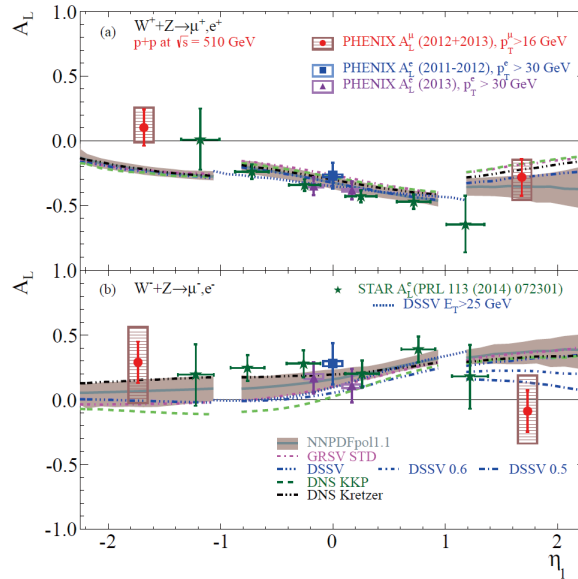 A_L
1.0
(a) W⁺+Z→μ⁺,e⁺
p+p at √s = 510 GeV
PHENIX A_L^μ (2012+2013), p_T^μ>16 GeV
PHENIX A_L^e (2011-2012), p_T^e > 30 GeV
PHENIX A_L^e (2013), p_T^e > 30 GeV
0.5
0.0
-0.5
A_L
1.0
(b) W⁻+Z→μ⁻,e⁻
STAR A_L^e(PRL 113 (2014) 072301)
DSSV E_T>25 GeV
0.5
0.0
-0.5
NNPDFpol1.1
GRSV STD
DSSV DSSV 0.6 DSSV 0.5
DNS KKP
DNS Kretzer
-1.0
-2 -1 0 1 2
η_l